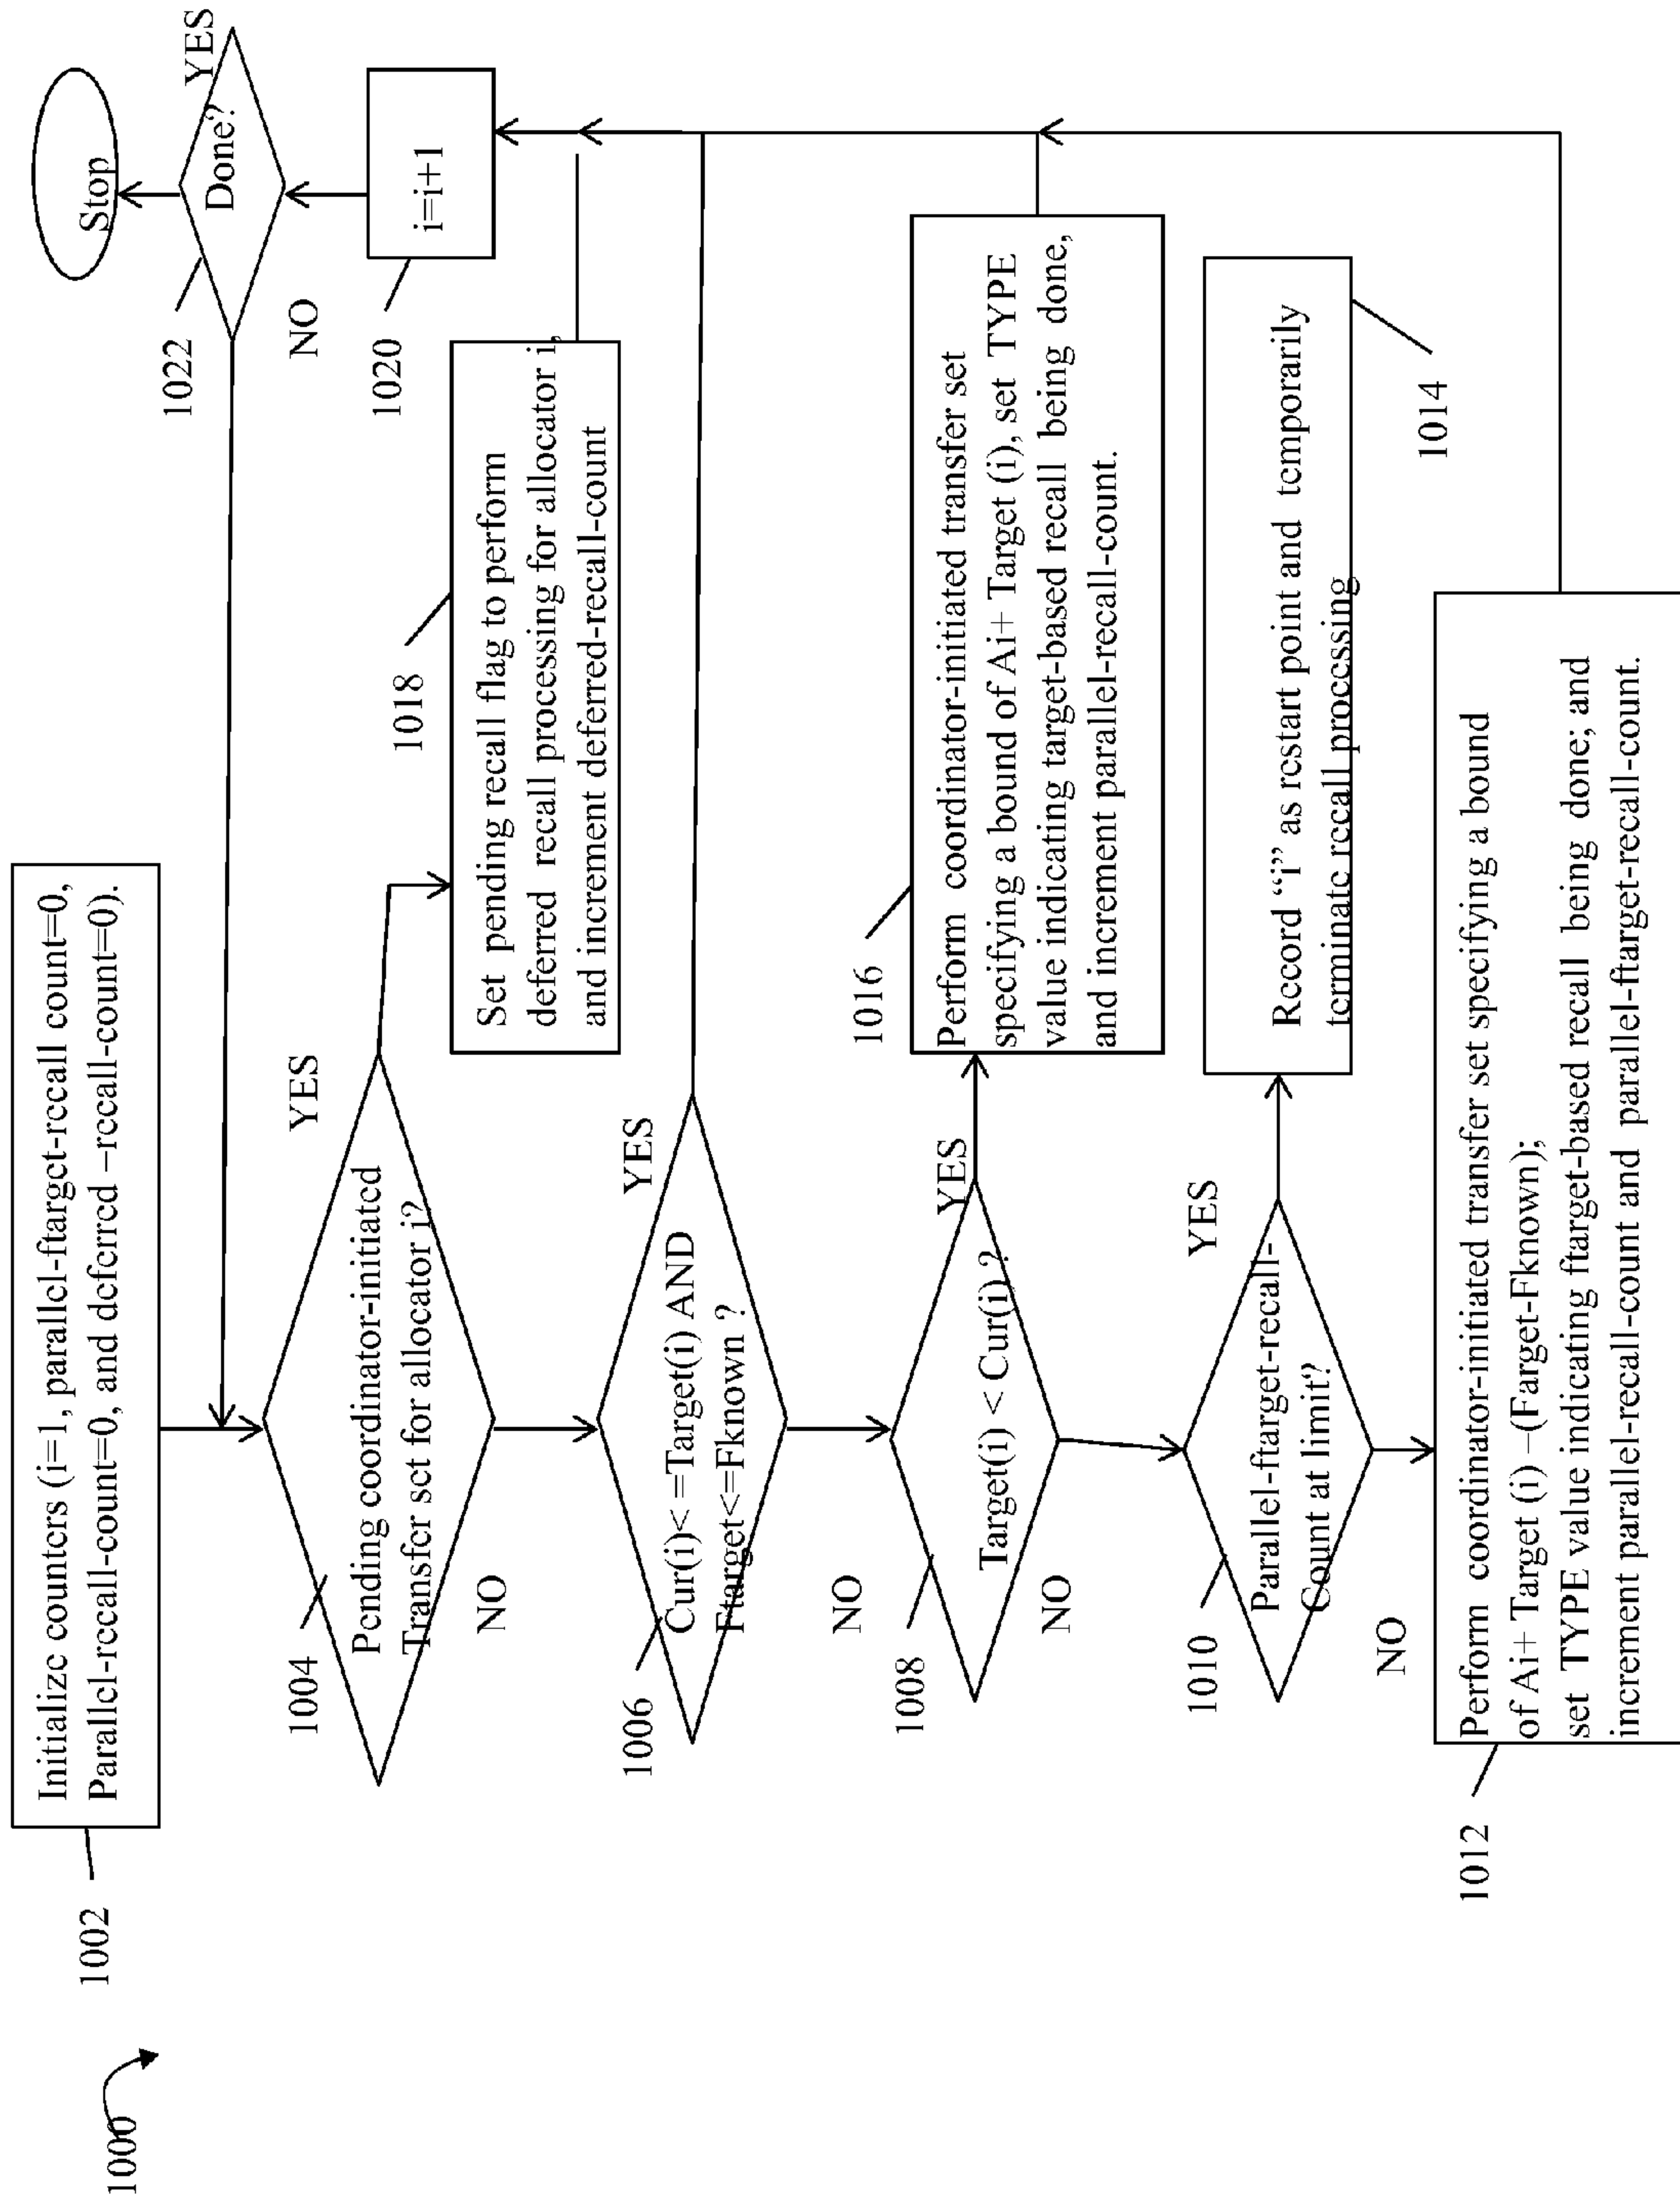 1000
1002
Initialize counters (i=1, parallel-ftarget-recall count=0,
Parallel-recall-count=0, and deferred –recall-count=0).
Stop
1022
Done?
YES
NO
1020
i=i+1
1004
Pending coordinator-initiated
Transfer set for allocator i?
YES
NO
1018
Set pending recall flag to perform
deferred recall processing for allocator i,
and increment deferred-recall-count
1006
Cur(i)< =Target(i) AND
Ftarget<=Fknown ?
YES
NO
1008
Target(i) < Cur(i) ?
YES
NO
1016
Perform coordinator-initiated transfer set
specifying a bound of Ai+ Target (i), set TYPE
value indicating target-based recall being done,
and increment parallel-recall-count.
1010
Parallel-ftarget-recall-
Count at limit?
YES
NO
Record “i” as restart point and temporarily
terminate recall processing
1014
1012
Perform coordinator-initiated transfer set specifying a bound
of Ai+ Target (i) –(Farget-Fknown);
set TYPE value indicating ftarget-based recall being done; and
increment parallel-recall-count and parallel-ftarget-recall-count.